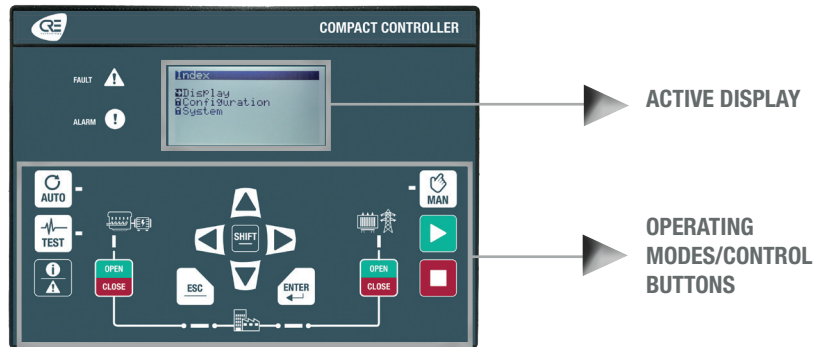 CRE
TECHNOLOGY
COMPACT CONTROLLER
FAULT
ALARM
Index
Display
Configuration
System
ACTIVE DISPLAY
AUTO
MAN
TEST
SHIFT
OPEN
CLOSE
ESC
ENTER
OPEN
CLOSE
OPERATING
MODES/CONTROL
BUTTONS